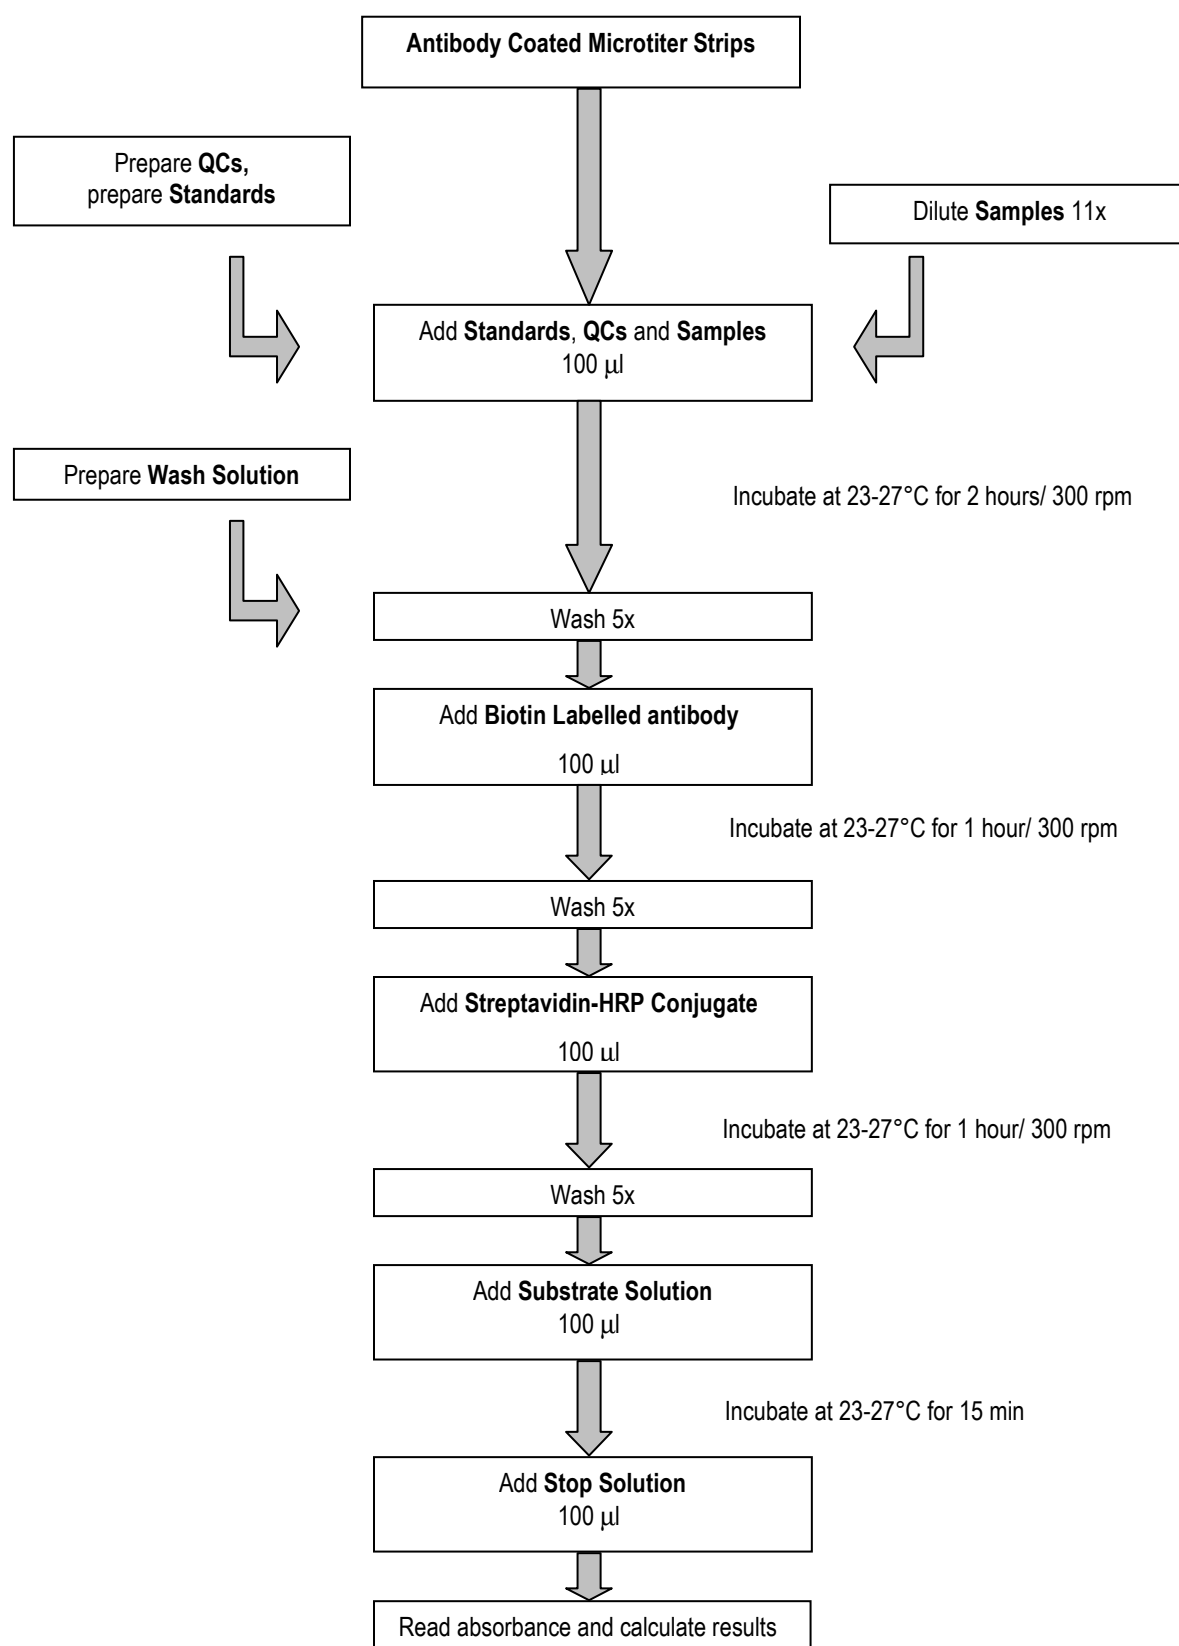 Antibody Coated Microtiter Strips
Prepare QCs,
prepare Standards
Dilute Samples 11x
Add Standards, QCs and Samples
100 µl
Prepare Wash Solution
Incubate at 23-27°C for 2 hours/ 300 rpm
Wash 5x
Add Biotin Labelled antibody
100 µl
Incubate at 23-27°C for 1 hour/ 300 rpm
Wash 5x
Add Streptavidin-HRP Conjugate
100 µl
Incubate at 23-27°C for 1 hour/ 300 rpm
Wash 5x
Add Substrate Solution
100 µl
Incubate at 23-27°C for 15 min
Add Stop Solution
100 µl
Read absorbance and calculate results